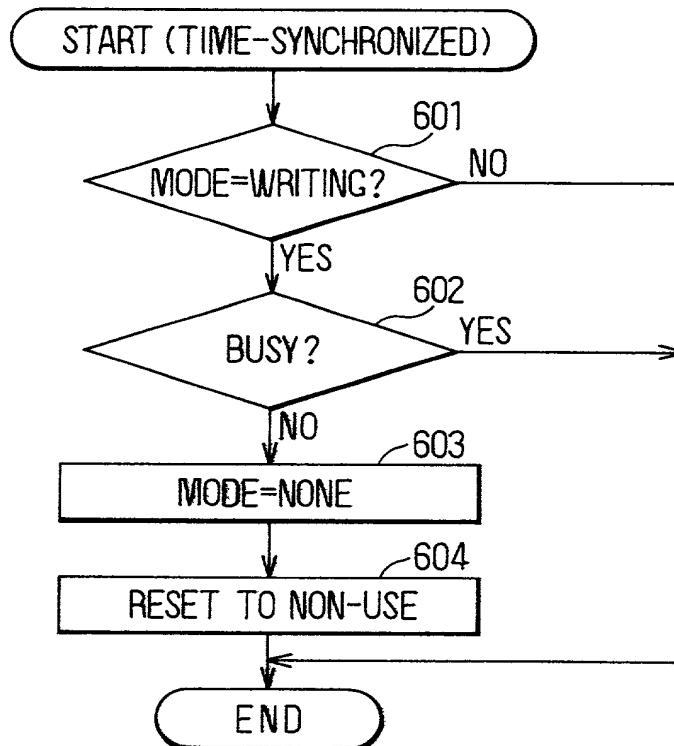 START (TIME-SYNCHRONIZED)
601
MODE=WRITING?
NO
YES
602
BUSY?
YES
NO
603
MODE=NONE
604
RESET TO NON-USE
END